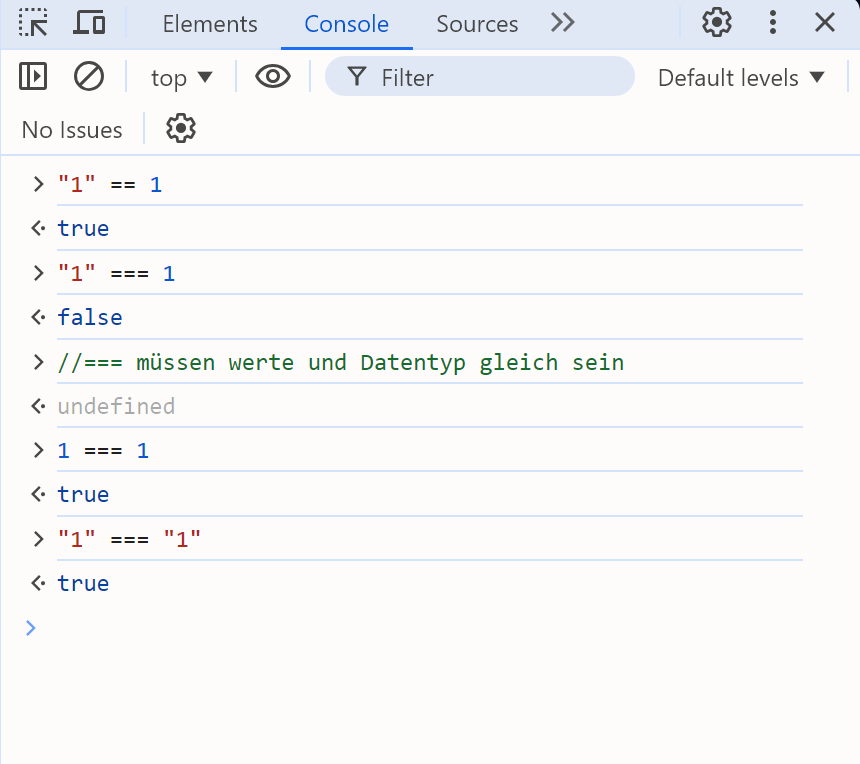 Elements Console Sources
top Filter Default levels
No Issues
"1" == 1
true
"1" === 1
false
//=== müssen werte und Datentyp gleich sein
undefined
1 === 1
true
"1" === "1"
true